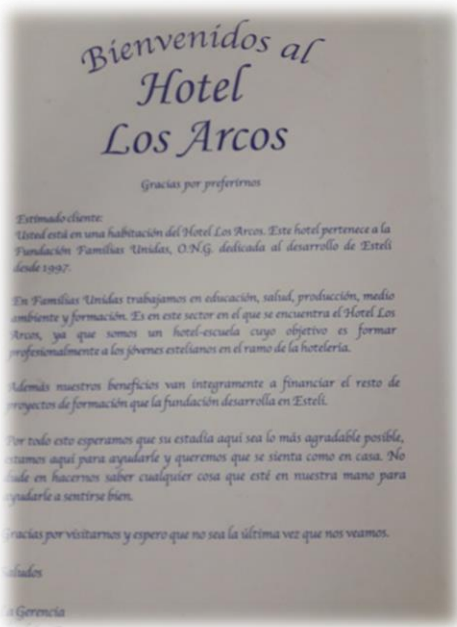 Bienvenidos al
Hotel
Los Arcos
Gracias por preferirnos
Estimado cliente:
Usted está en una habitación del Hotel Los Arcos. Este hotel pertenece a la
Fundación Familias Unidas, O.N.G. dedicada al desarrollo de Estelí
desde 1997.
En Familias Unidas trabajamos en educación, salud, producción, medio
ambiente y formación. Es en este sector en el que se encuentra el Hotel Los
Arcos, ya que somos un hotel-escuela cuyo objetivo es formar
profesionalmente a los jóvenes estelianos en el ramo de la hotelería.
Además nuestros beneficios van íntegramente a financiar el resto de
proyectos de formación que la fundación desarrolla en Estelí.
Por todo esto esperamos que su estadía aquí sea lo más agradable posible,
estamos aquí para ayudarle y queremos que se sienta como en casa. No
dude en hacernos saber cualquier cosa que esté en nuestra mano para
ayudarle a sentirse bien.
Gracias por visitarnos y espero que no sea la última vez que nos veamos.
Saludos
La Gerencia